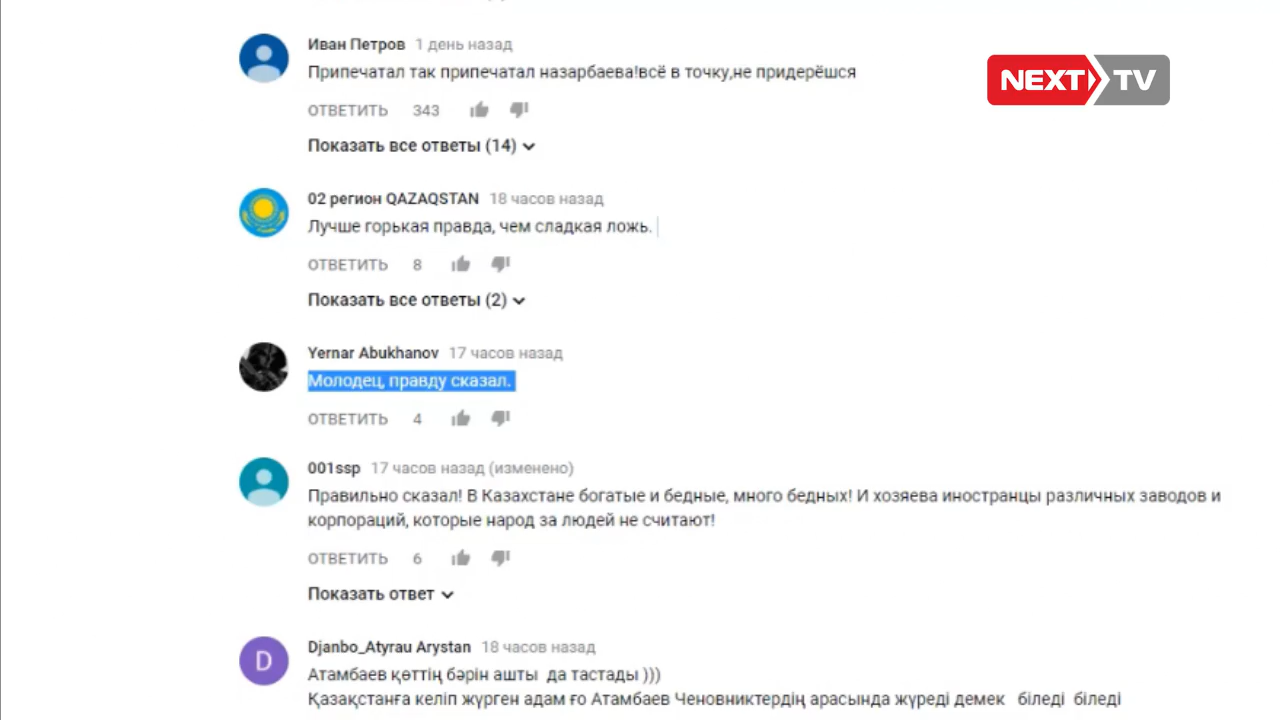 NEXT TV
Иван Петров 1 день назад
Припечатал так припечатал назарбаева!всё в точку,не придерёшся
ОТВЕТИТЬ 343
Показать все ответы (14)
02 регион QAZAQSTAN 18 часов назад
Лучше горькая правда, чем сладкая ложь.
ОТВЕТИТЬ 8
Показать все ответы (2)
Yernar Abukhanov 17 часов назад
Молодец, правду сказал.
ОТВЕТИТЬ 4
001ssp 17 часов назад (изменено)
Правильно сказал! В Казахстане богатые и бедные, много бедных! И хозяева иностранцы различных заводов и
корпораций, которые народ за людей не считают!
ОТВЕТИТЬ 6
Показать ответ
D
Djanbo_Atyrau Arystan 18 часов назад
Атамбаев қөттің бәрін ашты да тастады )))
Қазақстанға келіп жүрген адам ғо Атамбаев Ченовниктердің арасында жүреді демек біледі біледі